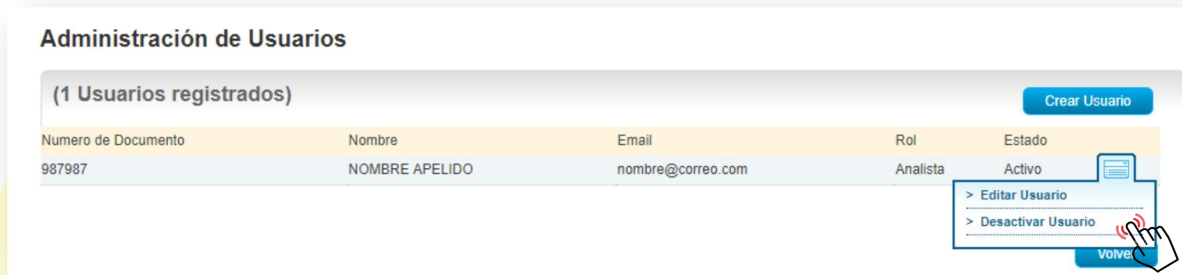 Administración de Usuarios
(1 Usuarios registrados)
Crear Usuario
Numero de Documento Nombre Email Rol Estado
987987 NOMBRE APELIDO nombre@correo.com Analista Activo
> Editar Usuario
> Desactivar Usuario
Volver